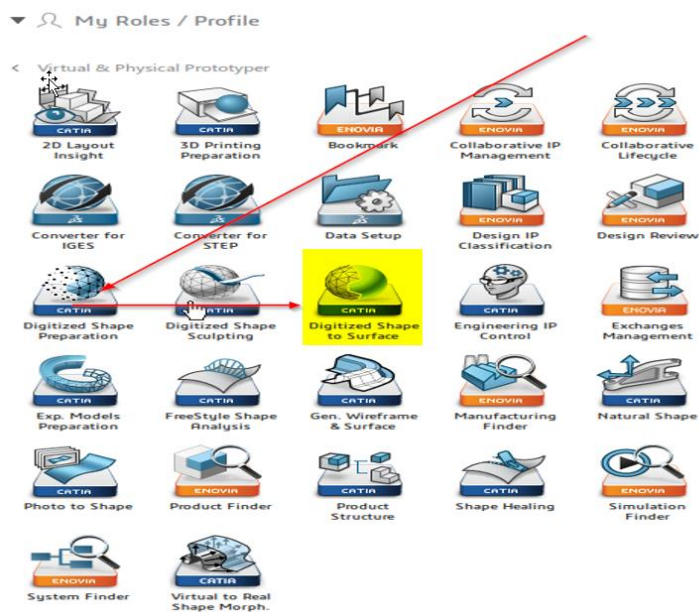 My Roles / Profile
Virtual & Physical Prototyper
CATIA
CATIA
ENOVIA
ENOVIA
ENOVIA
2D Layout
Insight
3D Printing
Preparation
Bookmark
Collaborative IP
Management
Collaborative
Lifecycle
ENOVIA
ENOVIA
Converter for
IGES
Converter for
STEP
Data Setup
Design IP
Classification
Design Review
CATIA
CATIA
CATIA
CATIA
ENOVIA
Digitized Shape
Preparation
Digitized Shape
Sculpting
Digitized Shape
to Surface
Engineering IP
Control
Exchanges
Management
CATIA
CATIA
CATIA
ENOVIA
CATIA
Exp. Models
Preparation
FreeStyle Shape
Analysis
Gen. Wireframe
& Surface
Manufacturing
Finder
Natural Shape
CATIA
ENOVIA
CATIA
CATIA
ENOVIA
Photo to Shape
Product Finder
Product
Structure
Shape Healing
Simulation
Finder
ENOVIA
CATIA
System Finder
Virtual to Real
Shape Morph.